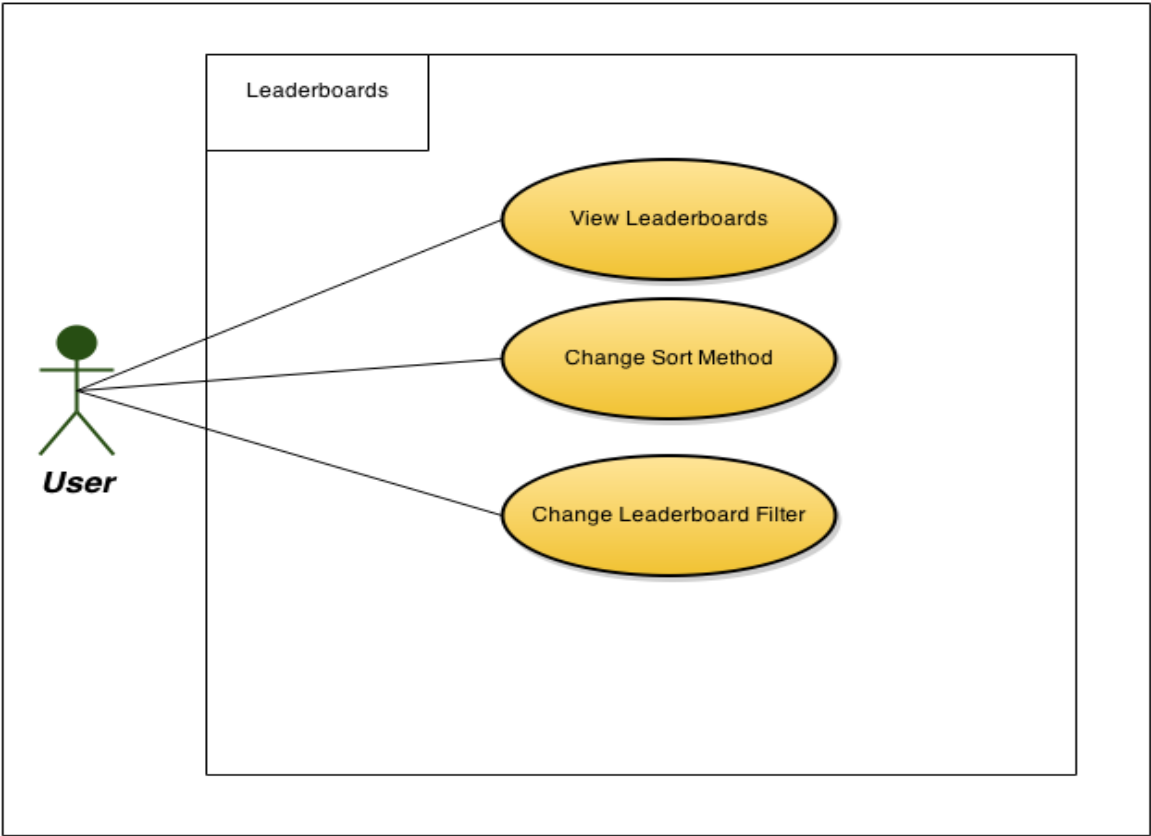 Leaderboards
View Leaderboards
Change Sort Method
User
Change Leaderboard Filter